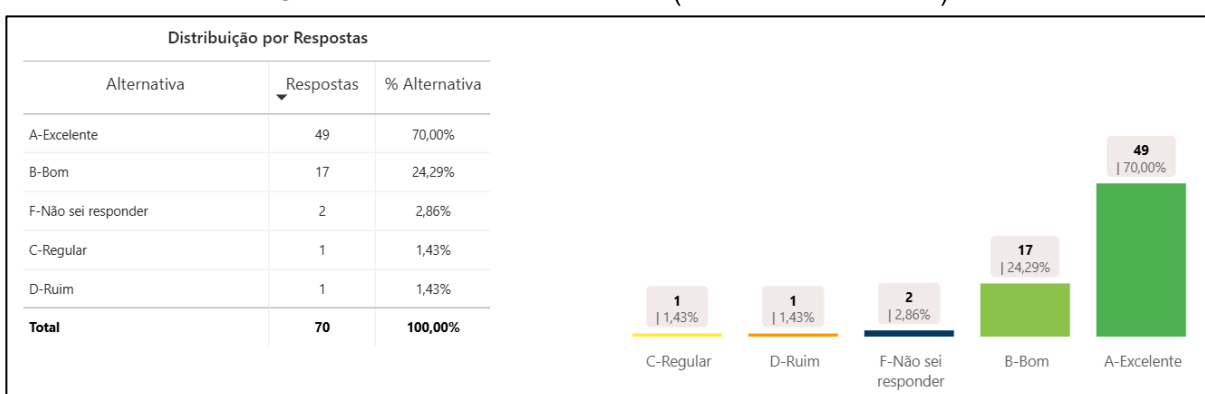 Distribuição por Respostas
Alternativa Respostas % Alternativa
A-Excelente 49 70,00%
B-Bom 17 24,29%
F-Não sei responder 2 2,86%
C-Regular 1 1,43%
D-Ruim 1 1,43%
Total 70 100,00%
49
| 70,00%
17
| 24,29%
2
| 2,86%
1
| 1,43%
1
| 1,43%
C-Regular D-Ruim F-Não sei responder B-Bom A-Excelente